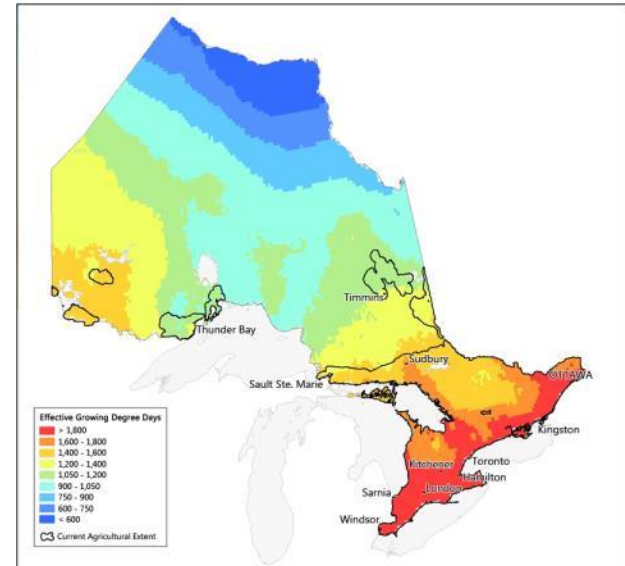 Timmins
Thunder Bay
Sudbury
Sault Ste. Marie
OTTAWA
Kingston
Toronto
Kitchener
Hamilton
London
Sarnia
Windsor
Effective Growing Degree Days
> 1,800
1,600 - 1,800
1,400 - 1,600
1,200 - 1,400
1,050 - 1,200
900 - 1,050
750 - 900
600 - 750
< 600
Current Agricultural Extent